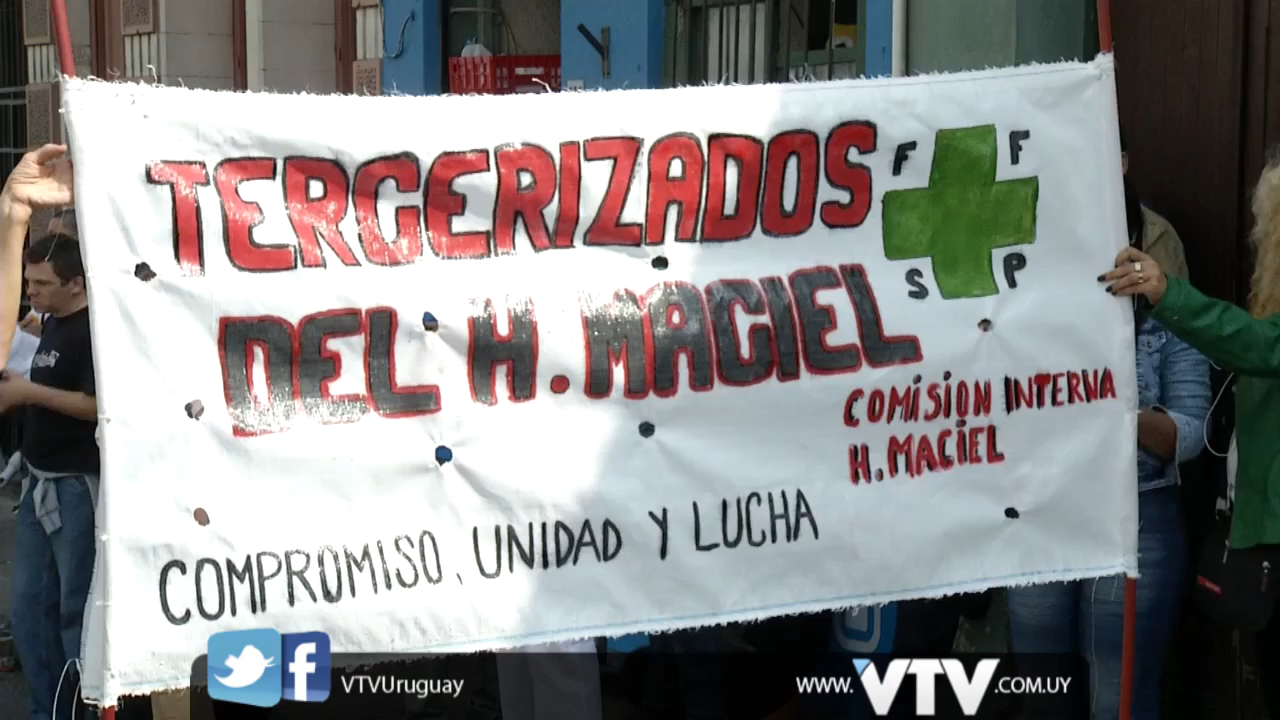 TERCERIZADOS
F F
S P
DEL H. MACIEL
COMiSiON INTERNA
H. MACiEL
COMPROMISO, UNIDAD Y LUCHA
f VTVUruguay
www.VTV.COM.UY